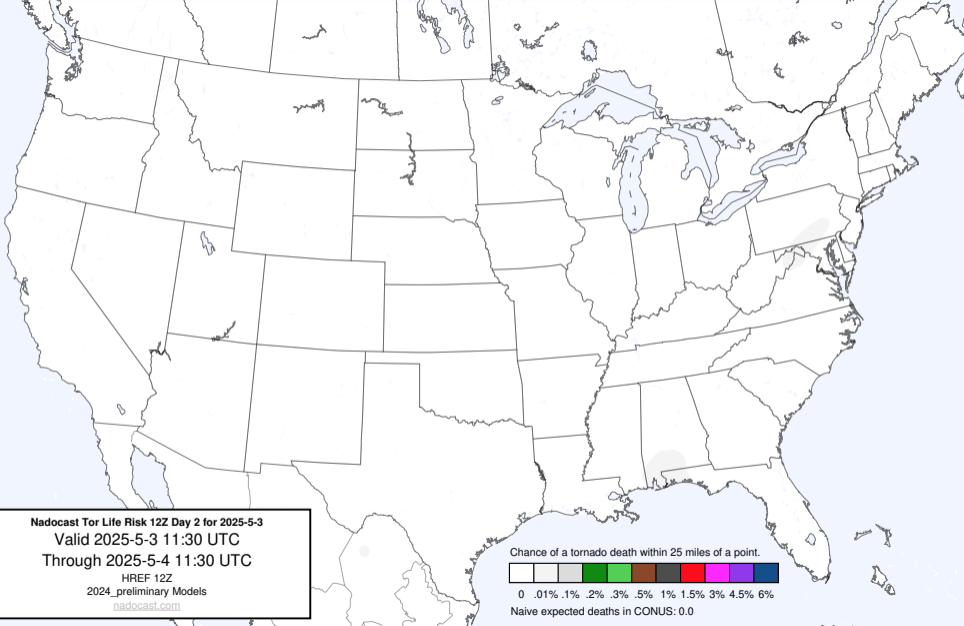 Nadocast Tor Life Risk 12Z Day 2 for 2025-5-3
Valid 2025-5-3 11:30 UTC
Through 2025-5-4 11:30 UTC
HREF 12Z
2024_preliminary Models
nadocast.com
Chance of a tornado death within 25 miles of a point.
0 .01% .1% .2% .3% .5% 1% 1.5% 3% 4.5% 6%
Naive expected deaths in CONUS: 0.0